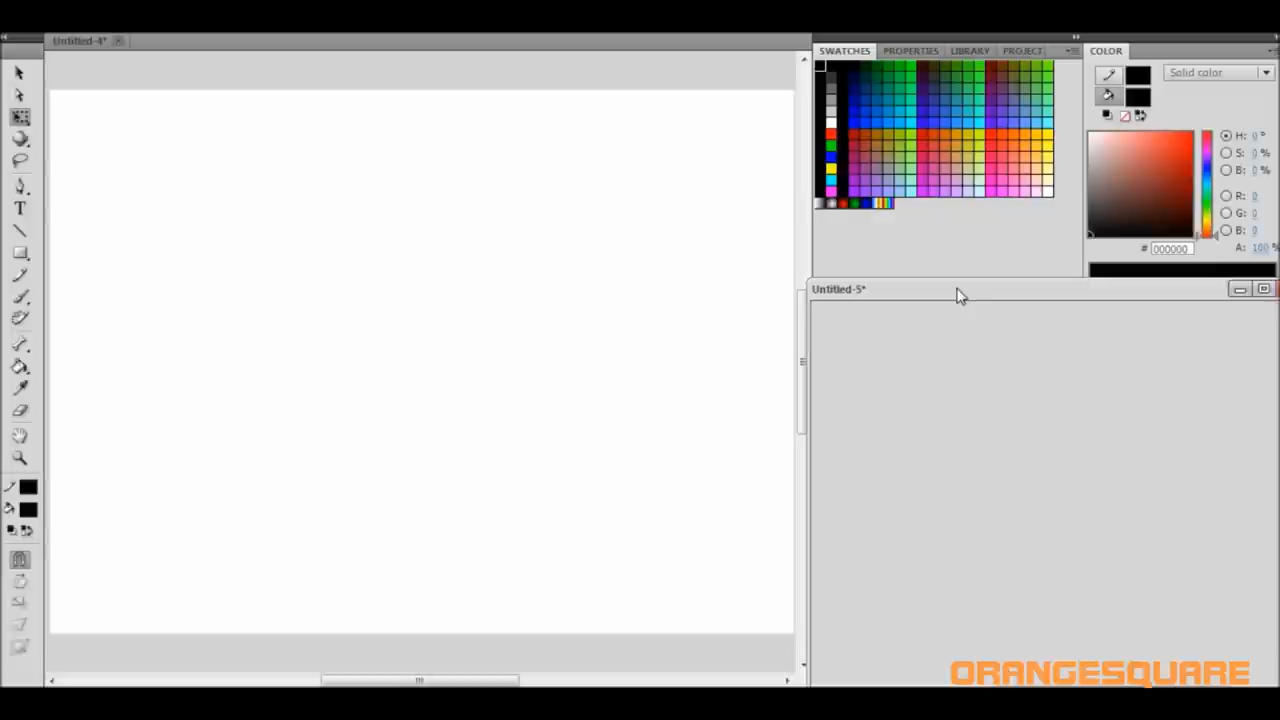 Untitled-4*
SWATCHES PROPERTIES LIBRARY PROJECT COLOR
Solid color
H: 0 °
S: 0 %
B: 0 %
R: 0
G: 0
B: 0
# 000000 A: 100 %
Untitled-5*
T
ORANGESQUARE